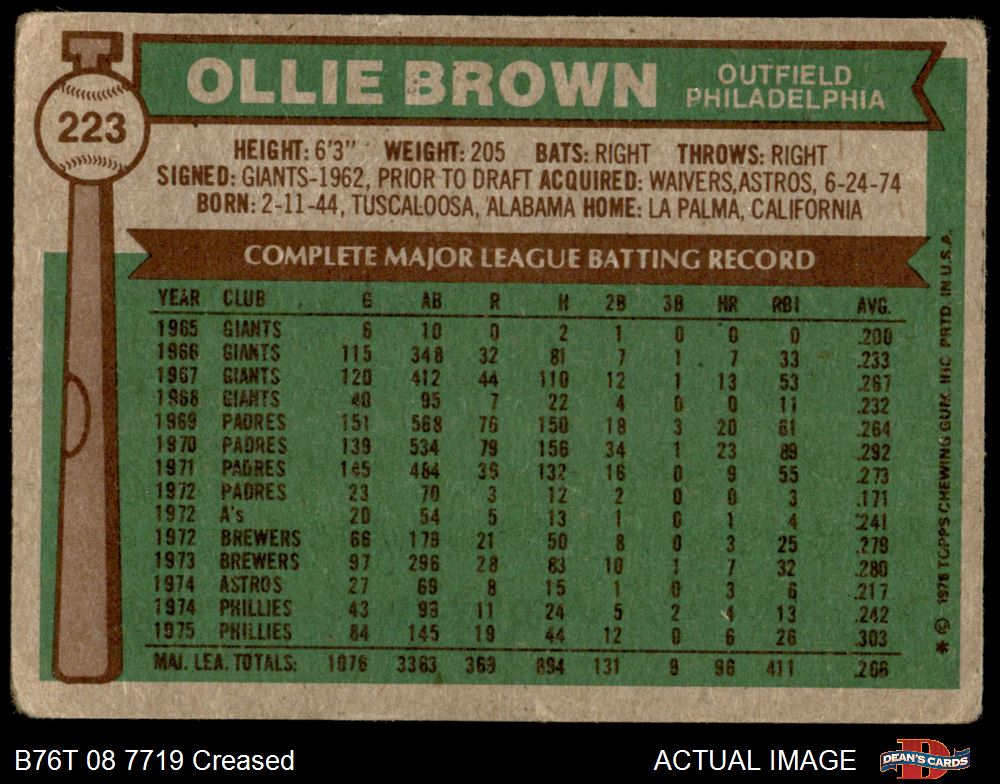 OLLIE BROWN
OUTFIELD
PHILADELPHIA
223
HEIGHT: 6'3" WEIGHT: 205 BATS: RIGHT THROWS: RIGHT
SIGNED: GIANTS-1962, PRIOR TO DRAFT ACQUIRED: WAIVERS, ASTROS, 6-24-74
BORN: 2-11-44, TUSCALOOSA, ALABAMA HOME: LA PALMA, CALIFORNIA
COMPLETE MAJOR LEAGUE BATTING RECORD
YEAR CLUB G AB R H 2B 3B HR RBI AVG.
1965 GIANTS 6 10 0 2 1 0 0 0 .200
1966 GIANTS 115 348 32 81 7 1 7 33 .233
1967 GIANTS 120 412 44 110 12 1 13 53 .267
1968 GIANTS 40 95 7 22 4 0 0 11 .232
1969 PADRES 151 568 76 150 18 3 20 61 .264
1970 PADRES 139 534 79 156 34 1 23 89 .292
1971 PADRES 145 484 36 132 16 0 9 55 .273
1972 PADRES 23 70 3 12 2 0 0 3 .171
1972 A's 20 54 5 13 1 0 1 4 .241
1972 BREWERS 66 179 21 50 8 0 3 25 .279
1973 BREWERS 97 296 28 83 10 1 7 32 .280
1974 ASTROS 27 69 8 15 1 0 3 6 .217
1974 PHILLIES 43 99 11 24 5 2 4 13 .242
1975 PHILLIES 84 145 19 44 12 0 6 26 .303
MAJ. LEA. TOTALS: 1076 3363 369 894 131 9 96 411 .266
* © 1976 TOPPS CHEWING GUM, INC. PRTD. IN U.S.A.
B76T 08 7719 Creased
ACTUAL IMAGE
DEAN'S CARDS